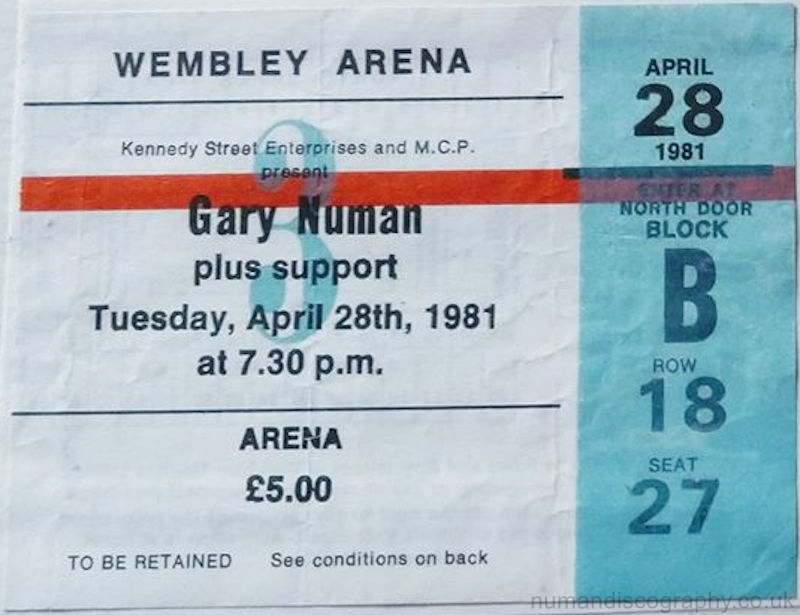 WEMBLEY ARENA
Kennedy Street Enterprises and M.C.P.
present
3
Gary Numan
plus support
Tuesday, April 28th, 1981
at 7.30 p.m.
ARENA
£5.00
TO BE RETAINED See conditions on back
APRIL
28
1981
ENTER AT
NORTH DOOR
BLOCK
B
ROW
18
SEAT
27
numandiscography.co.uk